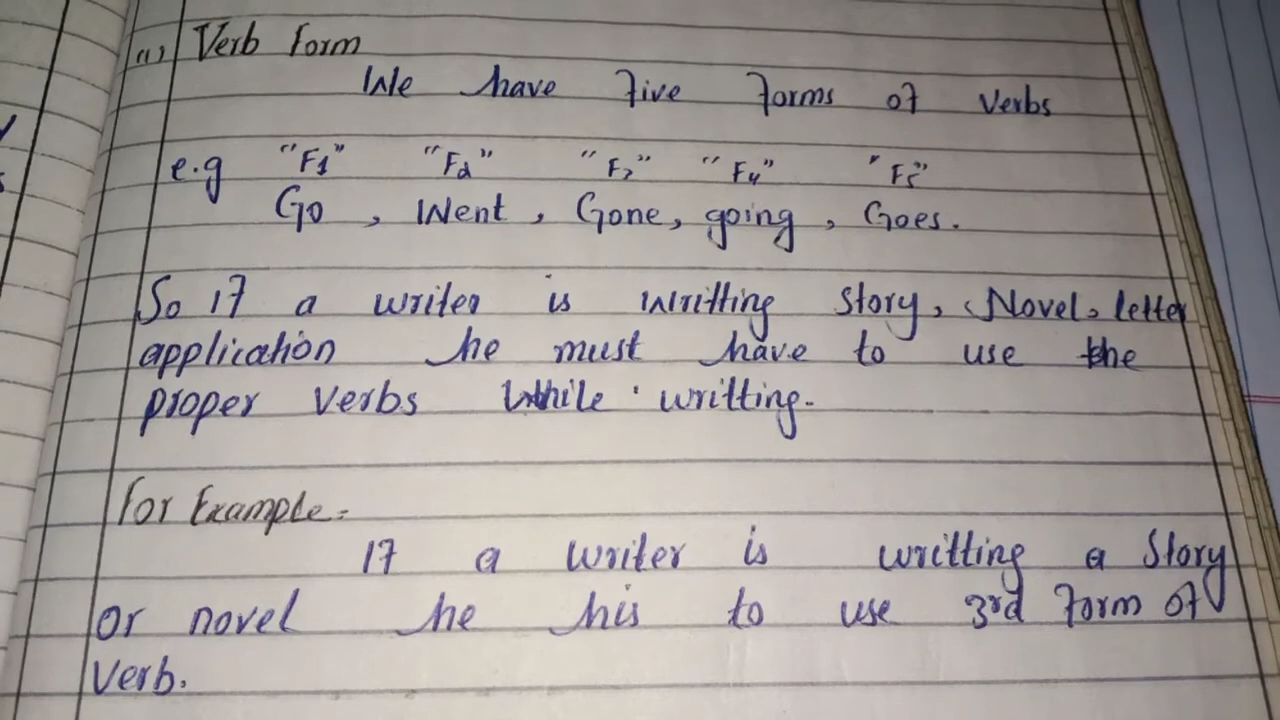 (1) Verb Form
We have five forms of verbs
e.g "F1" "F2" "F3" "F4" "F5"
Go , Went , Gone, going , Goes.
So if a writer is writting story, Novel, letter
application he must have to use the
proper verbs while writting.
For Example:
If a writer is writting a story
or novel he his to use 3rd form of
verb.